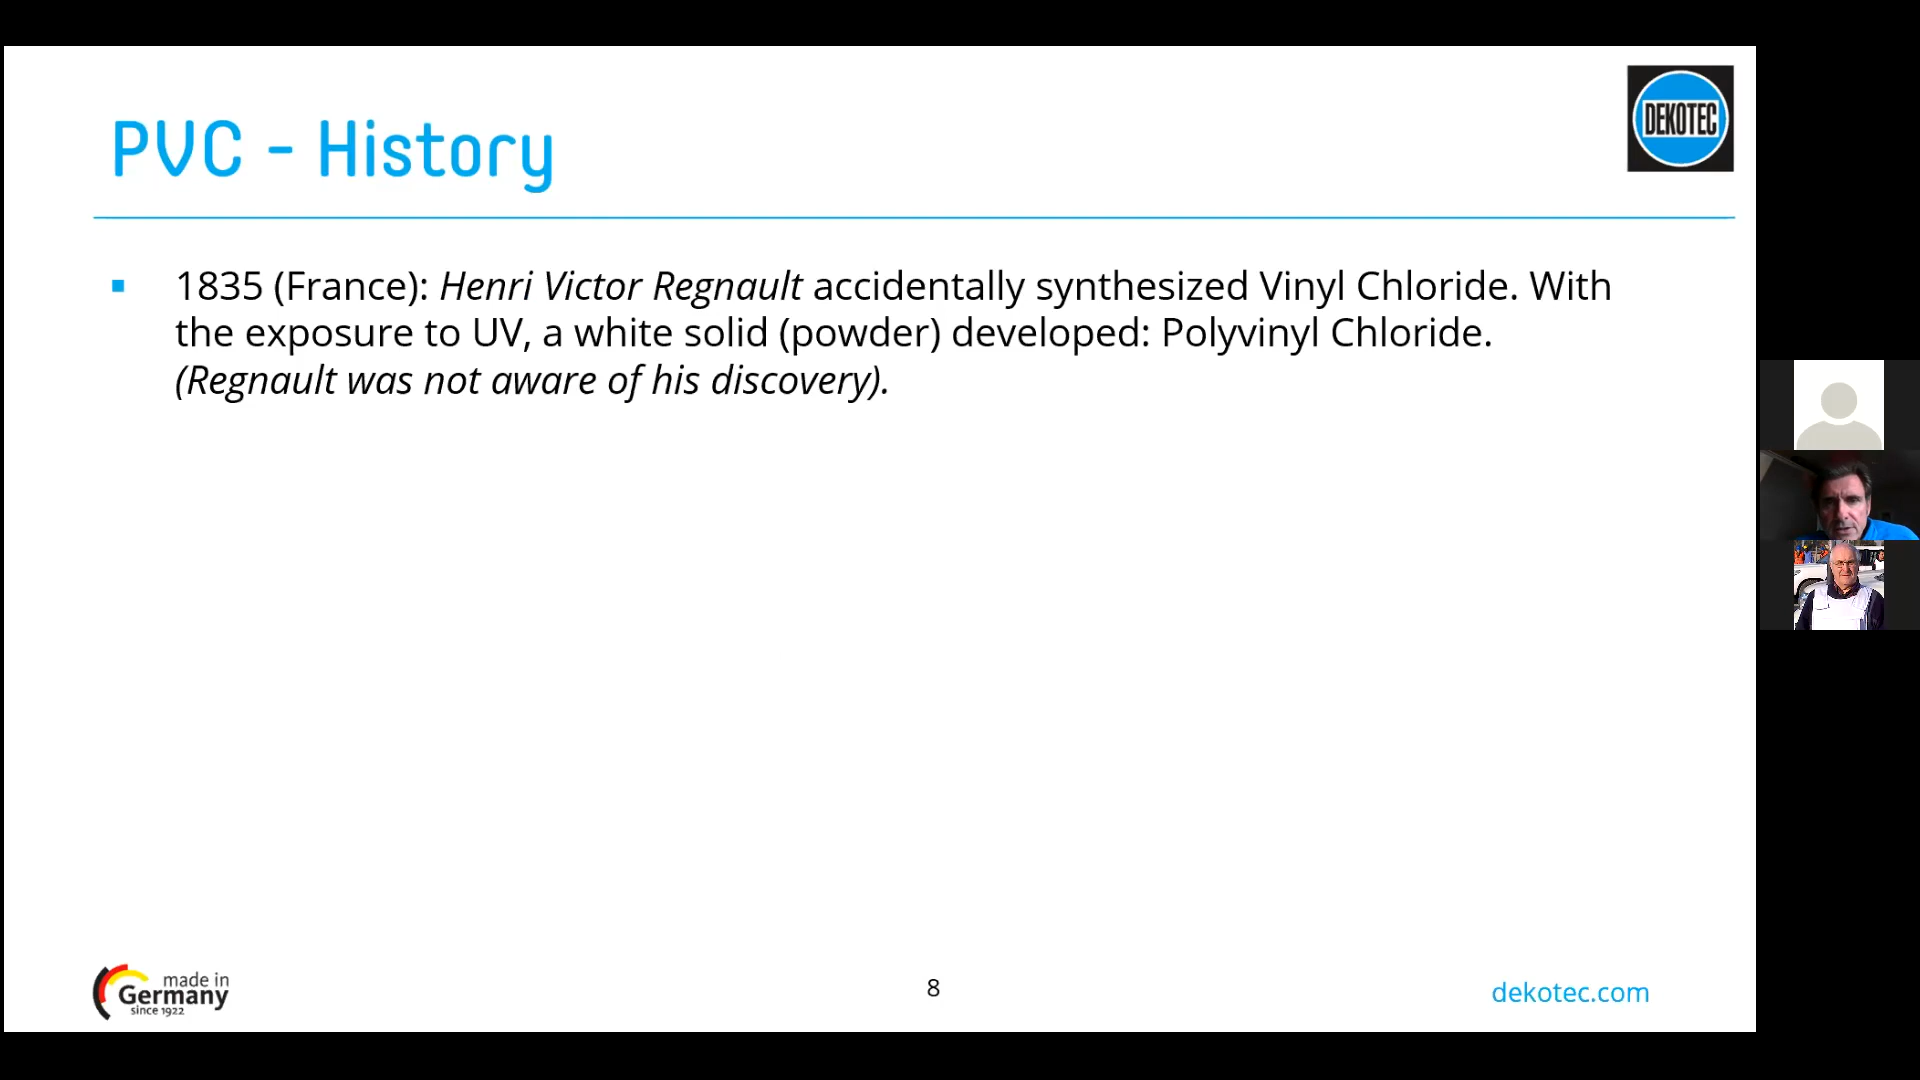 PVC - History
DEKOTEC
1835 (France): Henri Victor Regnault accidentally synthesized Vinyl Chloride. With
the exposure to UV, a white solid (powder) developed: Polyvinyl Chloride.
(Regnault was not aware of his discovery).
made in
Germany
since 1922
8
dekotec.com